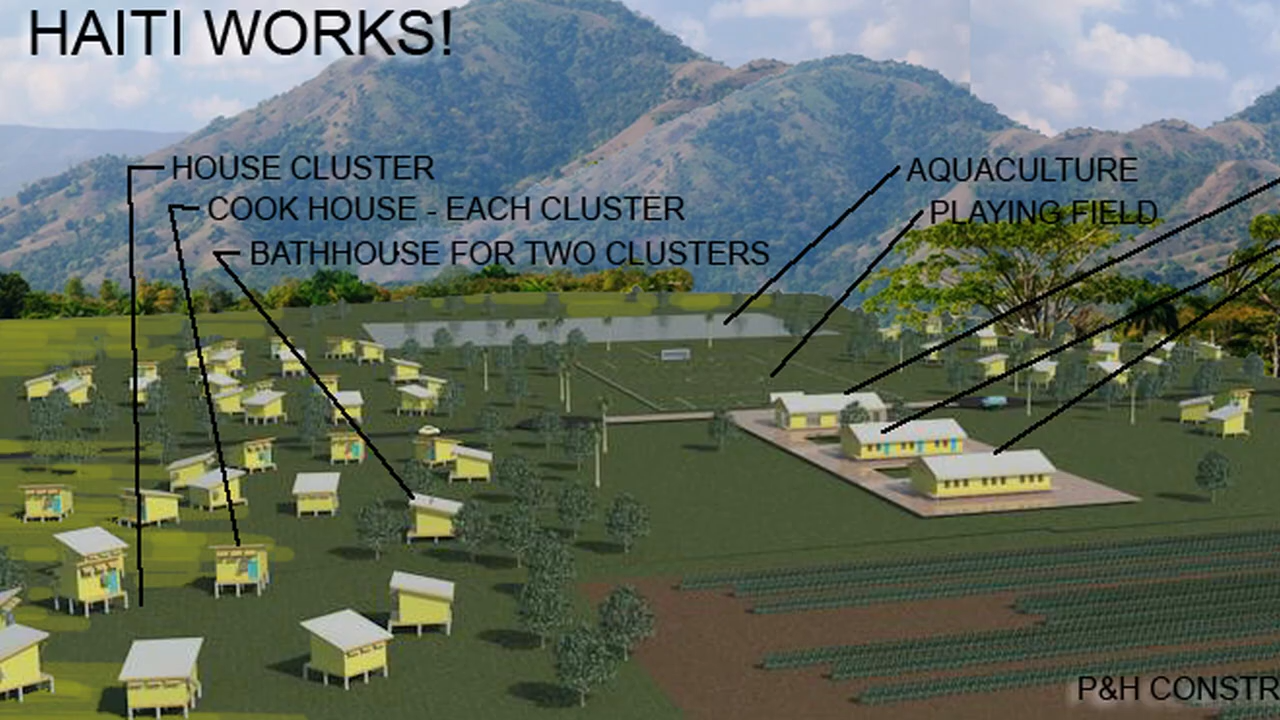 HAITI WORKS!
HOUSE CLUSTER
COOK HOUSE - EACH CLUSTER
BATHHOUSE FOR TWO CLUSTERS
AQUACULTURE
PLAYING FIELD
P&H CONSTR